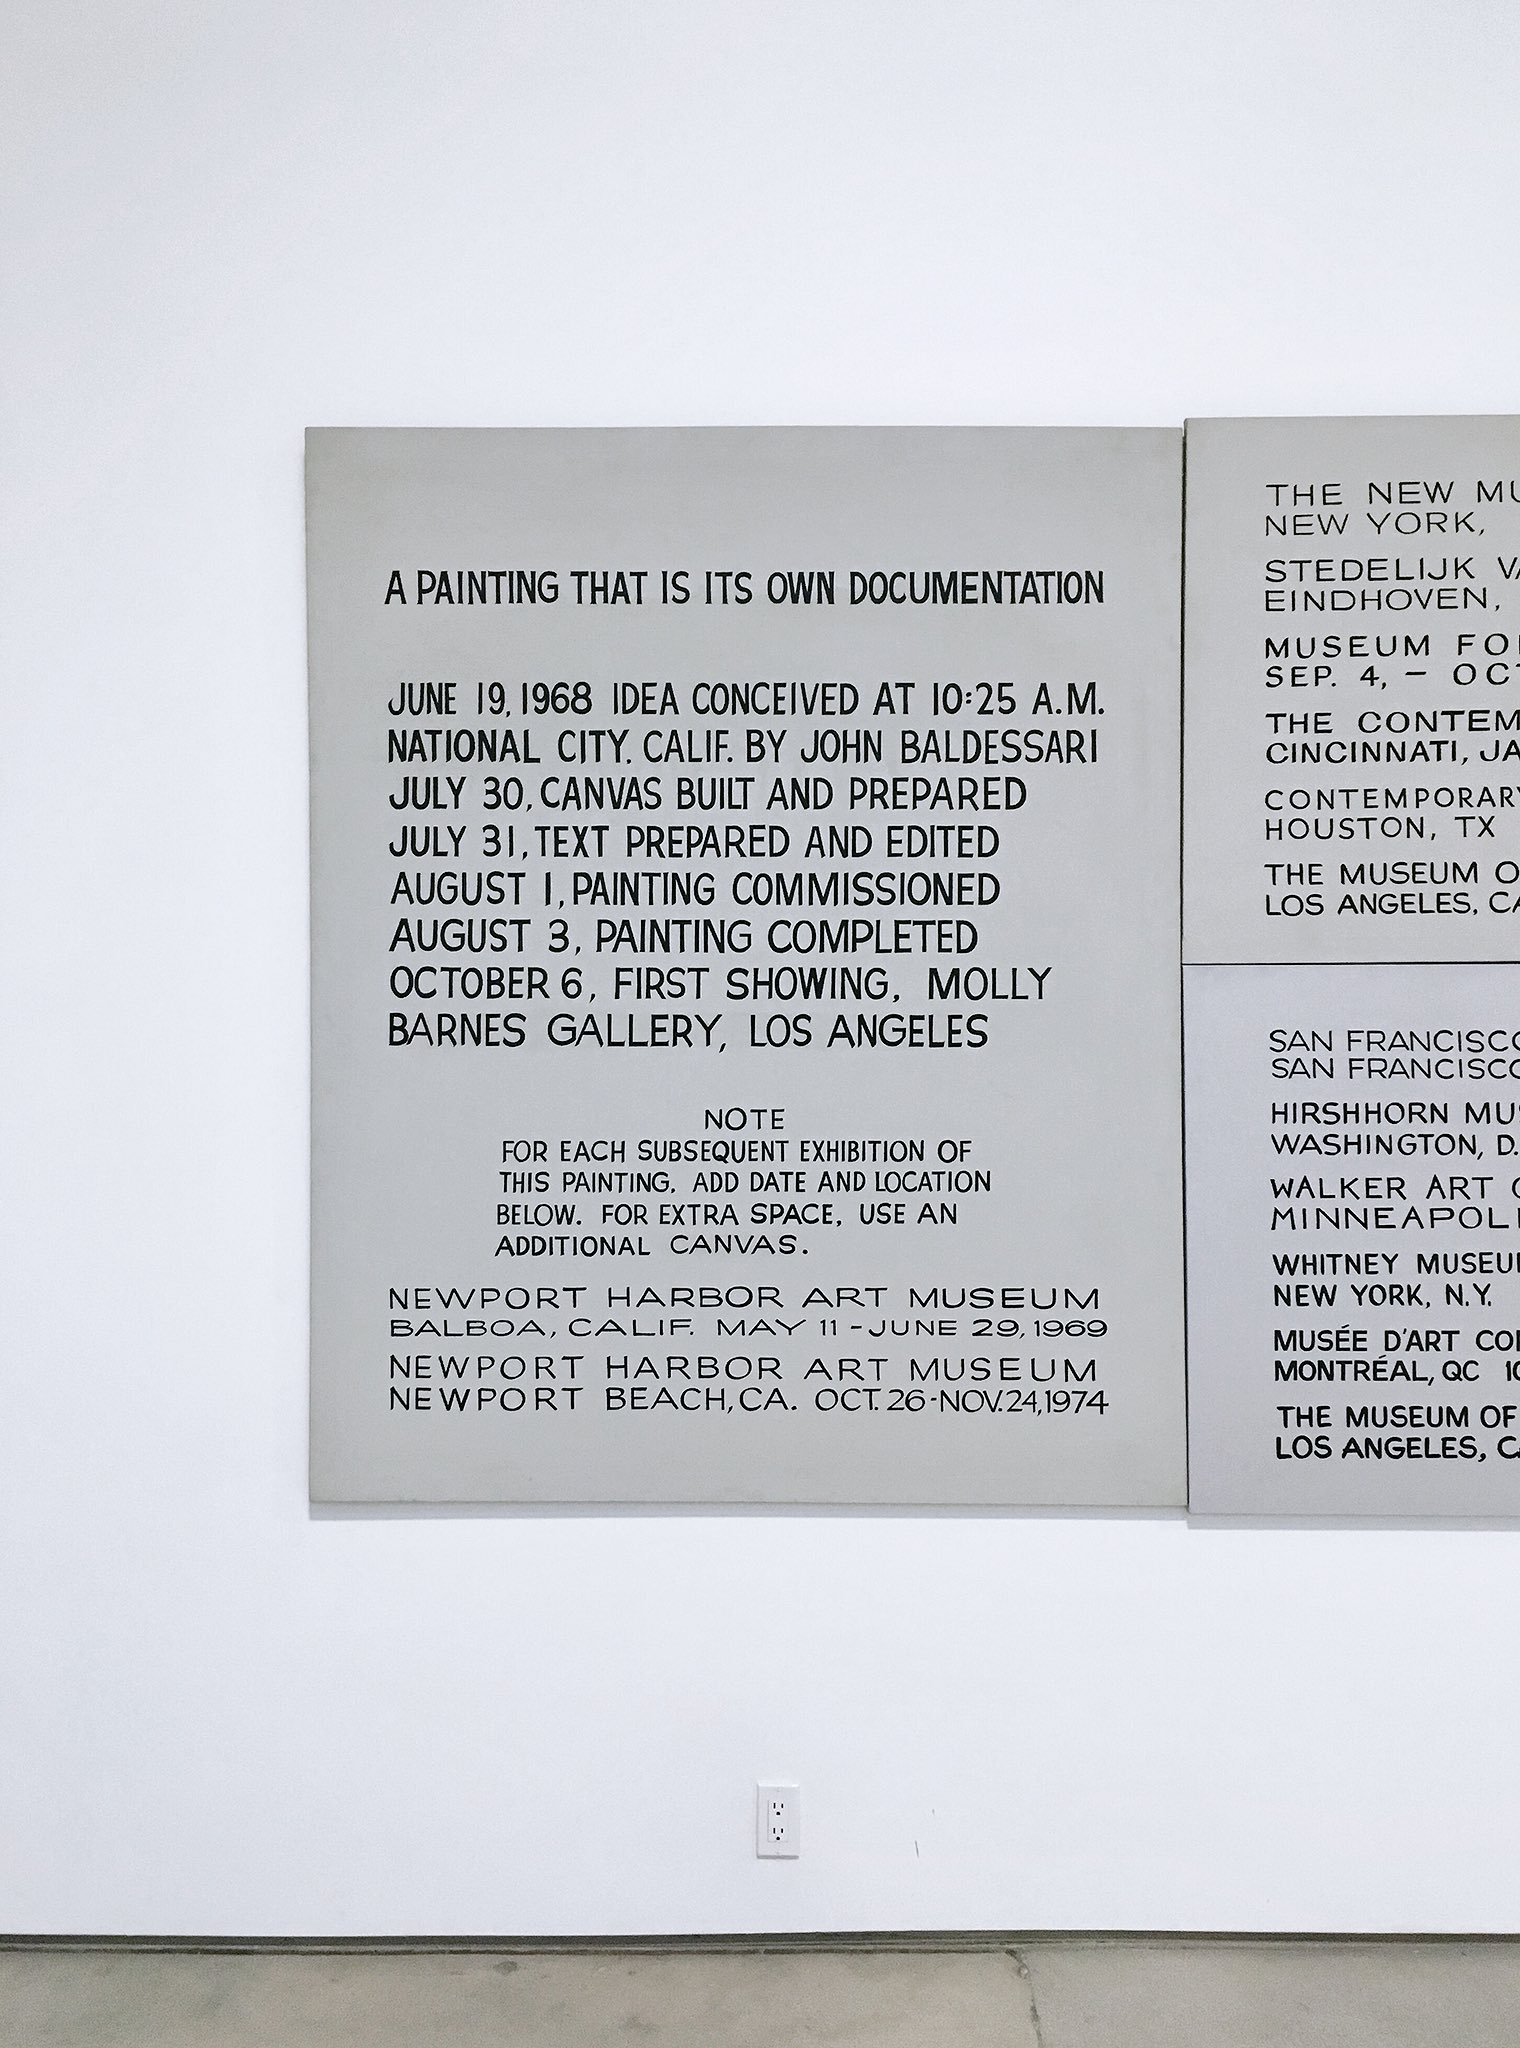 A PAINTING THAT IS ITS OWN DOCUMENTATION
JUNE 19, 1968 IDEA CONCEIVED AT 10:25 A.M.
NATIONAL CITY. CALIF. BY JOHN BALDESSARI
JULY 30, CANVAS BUILT AND PREPARED
JULY 31, TEXT PREPARED AND EDITED
AUGUST 1, PAINTING COMMISSIONED
AUGUST 3, PAINTING COMPLETED
OCTOBER 6, FIRST SHOWING, MOLLY
BARNES GALLERY, LOS ANGELES
NOTE
FOR EACH SUBSEQUENT EXHIBITION OF
THIS PAINTING, ADD DATE AND LOCATION
BELOW. FOR EXTRA SPACE, USE AN
ADDITIONAL CANVAS.
NEWPORT HARBOR ART MUSEUM
BALBOA, CALIF. MAY 11 - JUNE 29, 1969
NEWPORT HARBOR ART MUSEUM
NEWPORT BEACH, CA. OCT. 26-NOV. 24, 1974
THE NEW
NEW YORK,
STEDELIJK
EINDHOVEN,
MUSEUM
SEP. 4, –
THE
CINCINNATI,
HOUSTON, TX
THE MUSEUM
LOS ANGELES,
SAN
SAN
HIRSHHORN
WASHINGTON,
WALKER ART
WHITNEY
NEW YORK, N.Y.
MUSÉE D'ART
MONTRÉAL, QC
THE MUSEUM OF
LOS ANGELES,